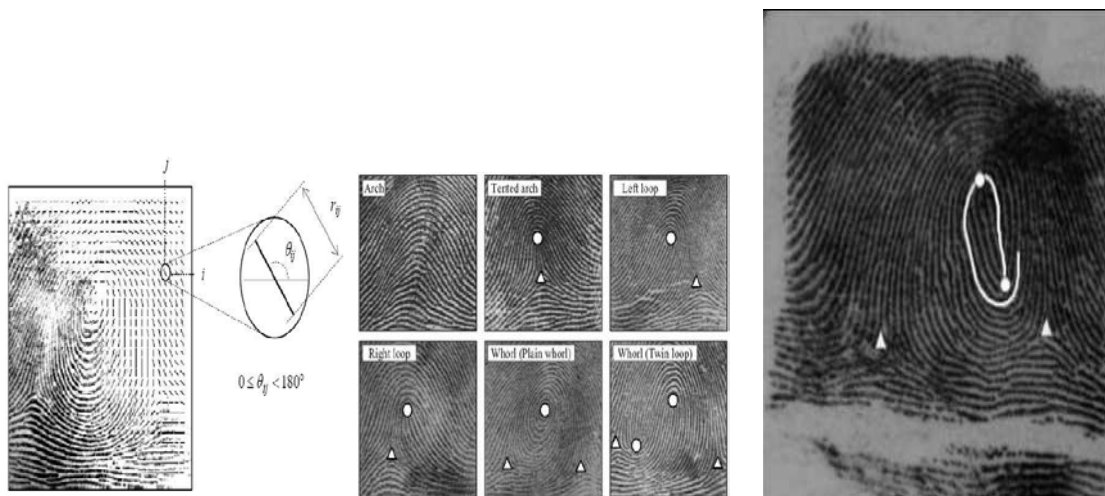 j
i
r_ij
θ_ij
0 ≤ θ_ij < 180°
Arch
Tented arch
Left loop
Right loop
Whorl (Plain whorl)
Whorl (Twin loop)